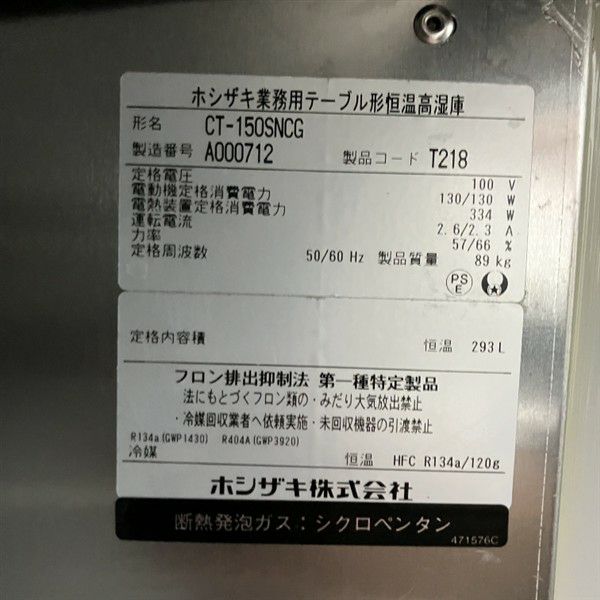 ホシザキ業務用テーブル形恒温高湿庫
形名 CT-150SNCG
製造番号 A000712 製品コード T218
定格電圧 100 V
電動機定格消費電力 130/130 W
電熱装置定格消費電力 334 W
運転電流 2.6/2.3 A
力率 57/66 %
定格周波数 50/60 Hz 製品質量 89 kg
PS
E
定格内容積 恒温 293L
フロン排出抑制法 第一種特定製品
法にもとづくフロン類の・みだり大気放出禁止
・冷媒回収業者へ依頼実施・未回収機器の引渡禁止
R134a(GWP1430) R404A(GWP3920)
冷媒 恒温 HFC R134a/120g
ホシザキ株式会社
断熱発泡ガス：シクロペンタン
471576C